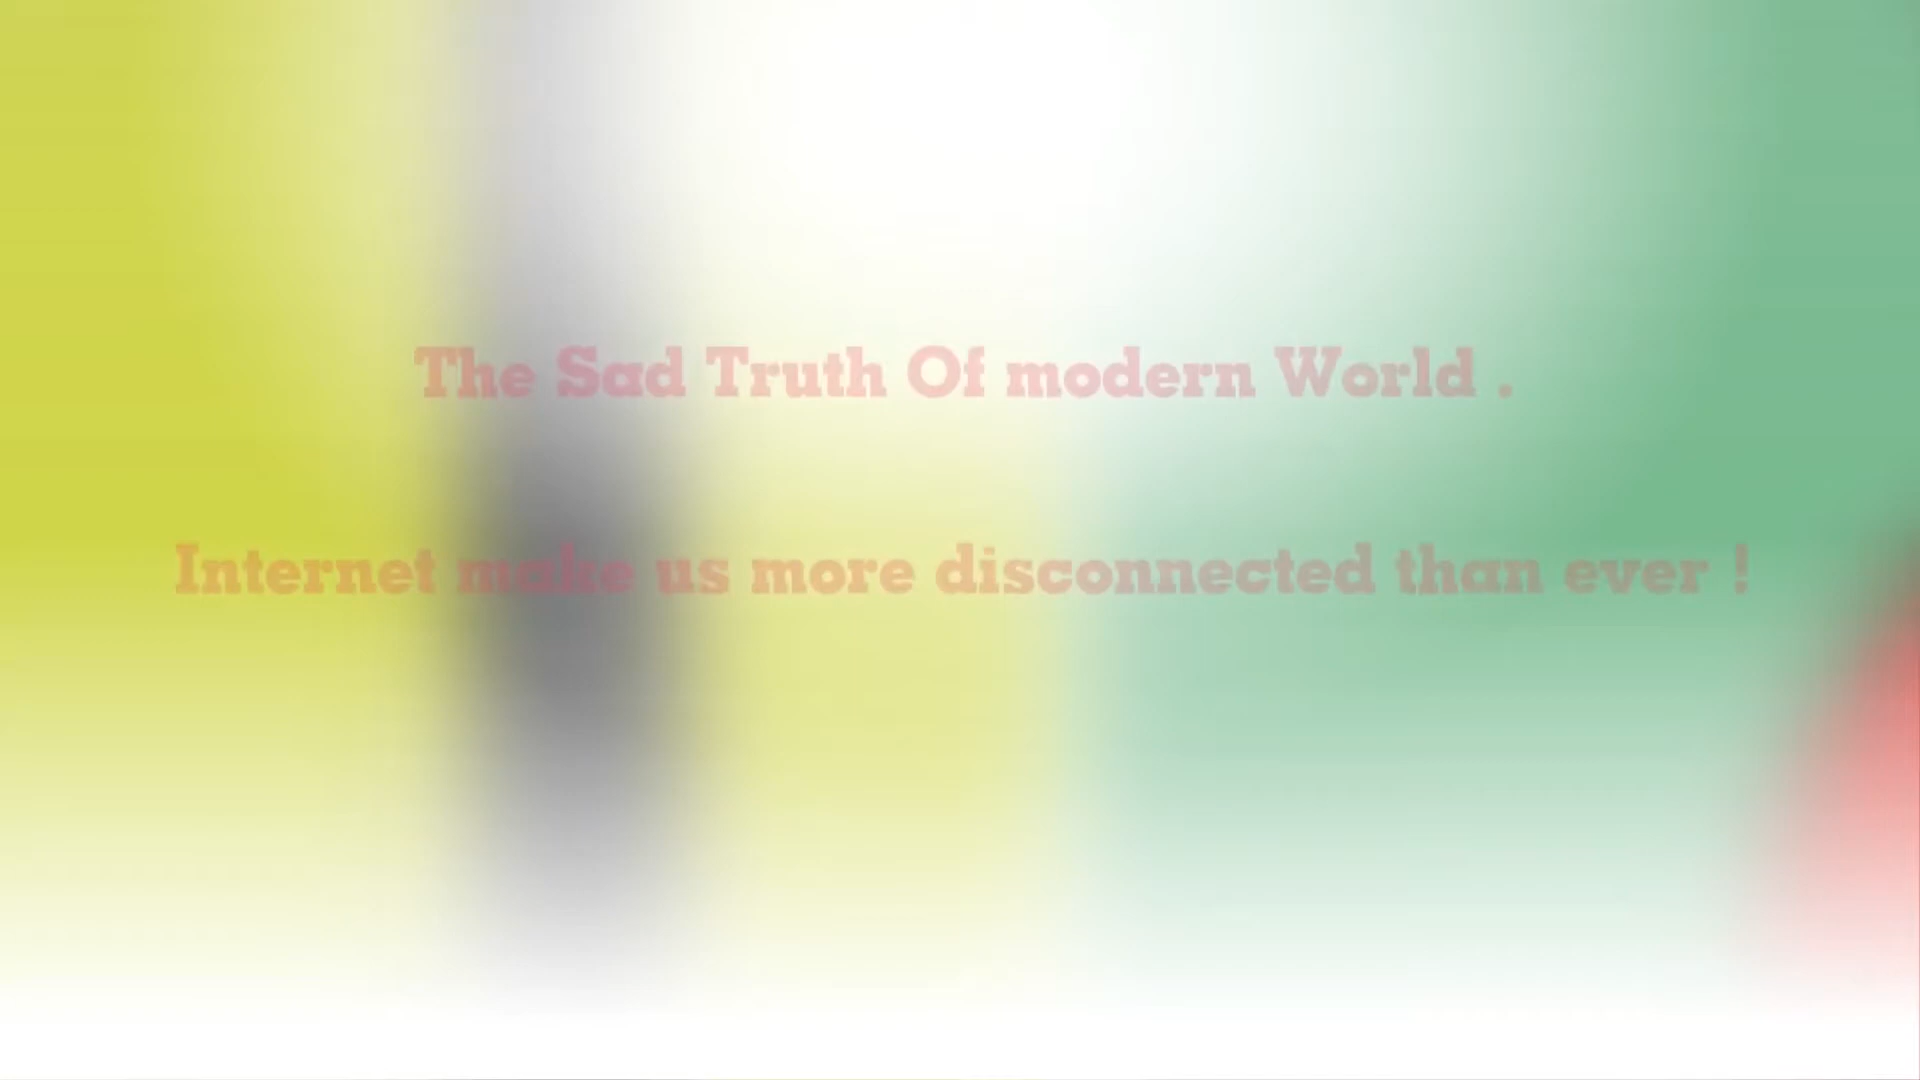 The Sad Truth Of modern World .
Internet make us more disconnected than ever !